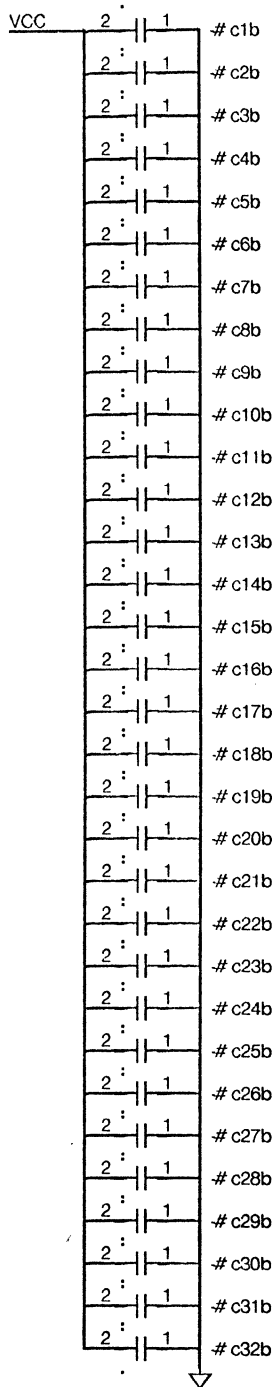 VCC 2 1 -# c1b
2 1 -# c2b
2 1 -# c3b
2 1 -# c4b
2 1 -# c5b
2 1 -# c6b
2 1 -# c7b
2 1 -# c8b
2 1 -# c9b
2 1 -# c10b
2 1 -# c11b
2 1 -# c12b
2 1 -# c13b
2 1 -# c14b
2 1 -# c15b
2 1 -# c16b
2 1 -# c17b
2 1 -# c18b
2 1 -# c19b
2 1 -# c20b
2 1 -# c21b
2 1 -# c22b
2 1 -# c23b
2 1 -# c24b
2 1 -# c25b
2 1 -# c26b
2 1 -# c27b
2 1 -# c28b
2 1 -# c29b
2 1 -# c30b
2 1 -# c31b
2 1 -# c32b